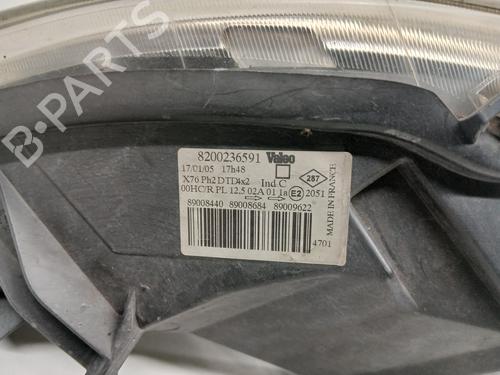 B-Parts
8200236591 Valeo
17/01/05 17h48
X76 Ph2 DTD4x2 Ind C 287
00HC/R PL 12,5 02A 01 1a E2 2051
89008440 89008684 89009622
4701
MADE IN FRANCE